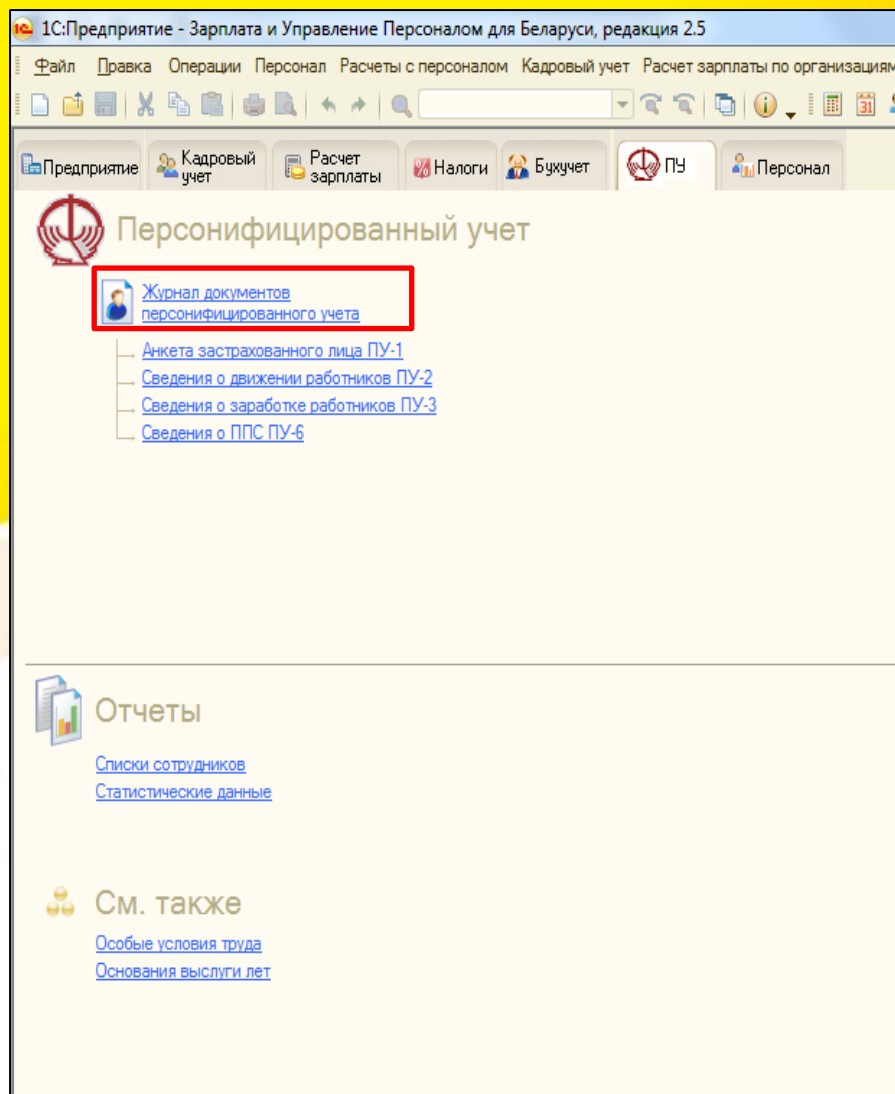 1С:Предприятие - Зарплата и Управление Персоналом для Беларуси, редакция 2.5
Файл Правка Операции Персонал Расчеты с персоналом Кадровый учет Расчет зарплаты по организациям
Предприятие
Кадровый
учет
Расчет
зарплаты
Налоги
Бухучет
ПУ
Персонал
Персонифицированный учет
Журнал документов
персонифицированного учета
Анкета застрахованного лица ПУ-1
Сведения о движении работников ПУ-2
Сведения о заработке работников ПУ-3
Сведения о ППС ПУ-6
Отчеты
Списки сотрудников
Статистические данные
См. также
Особые условия труда
Основания выслуги лет